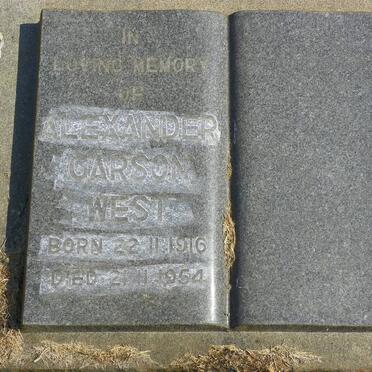 IN
LOVING MEMORY
OF
ALEXANDER
CARSON
WEST
BORN 22.11.1916
DIED 2.11.1954